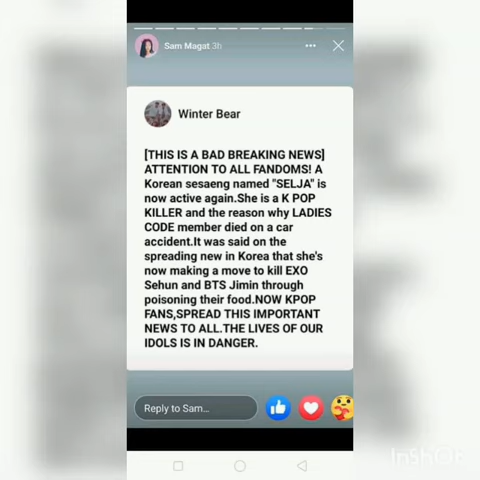 Sam Magat 3h
Winter Bear
[THIS IS A BAD BREAKING NEWS]
ATTENTION TO ALL FANDOMS! A
Korean sesaeng named "SELJA" is
now active again.She is a K POP
KILLER and the reason why LADIES
CODE member died on a car
accident.It was said on the
spreading new in Korea that she's
now making a move to kill EXO
Sehun and BTS Jimin through
poisoning their food.NOW KPOP
FANS,SPREAD THIS IMPORTANT
NEWS TO ALL.THE LIVES OF OUR
IDOLS IS IN DANGER.
Reply to Sam...
InShOt